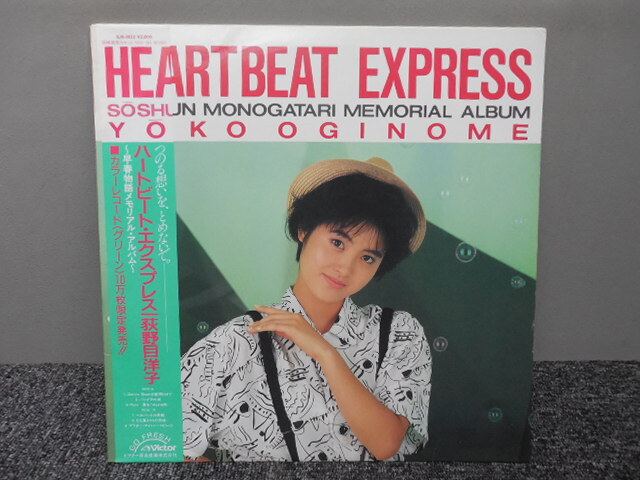 HEARTBEAT EXPRESS
SŌSHUN MONOGATARI MEMORIAL ALBUM
YŌKO OGINOME
つのる想いを、とめないで。
ハートビート・エクスプレス/荻野目洋子
〜早春物語メモリアル・アルバム〜
■カラーレコード(グリーン)10万枚限定発売!!
GO FRESH
Victor